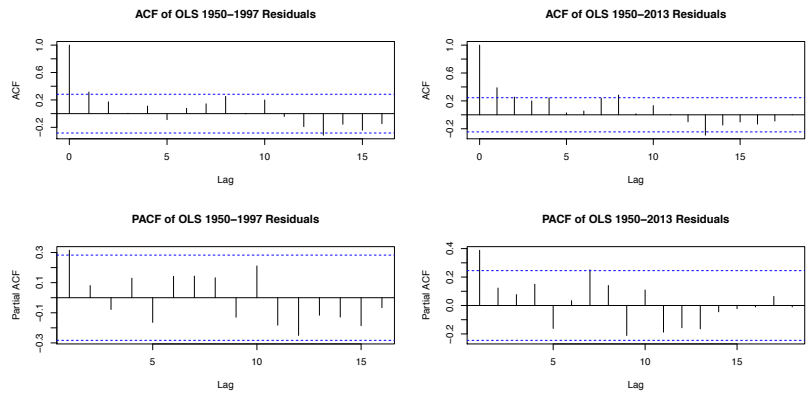 ACF of OLS 1950−1997 Residuals
ACF
1.0
0.6
0.2
−0.2
0 5 10 15
Lag
ACF of OLS 1950−2013 Residuals
ACF
1.0
0.6
0.2
−0.2
0 5 10 15
Lag
PACF of OLS 1950−1997 Residuals
Partial ACF
0.3
0.1
−0.1
−0.3
5 10 15
Lag
PACF of OLS 1950−2013 Residuals
Partial ACF
0.4
0.2
0.0
−0.2
5 10 15
Lag